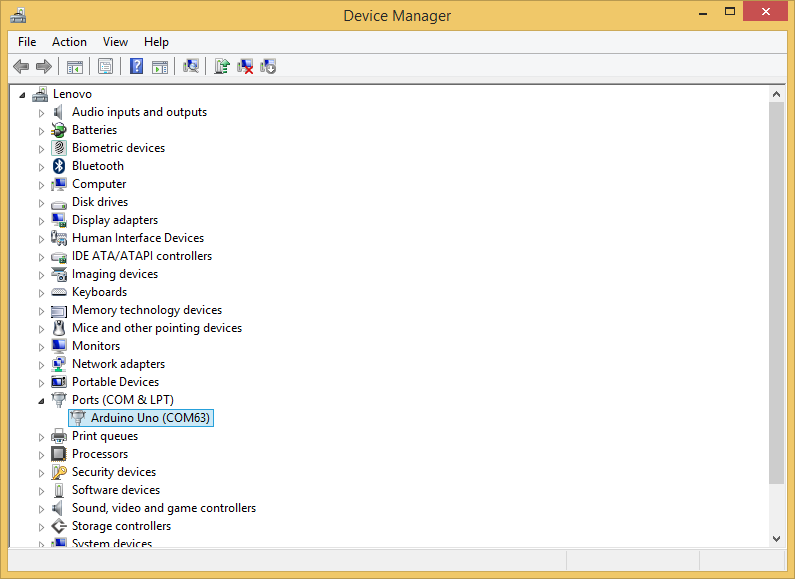 Device Manager
File Action View Help
Lenovo
Audio inputs and outputs
Batteries
Biometric devices
Bluetooth
Computer
Disk drives
Display adapters
Human Interface Devices
IDE ATA/ATAPI controllers
Imaging devices
Keyboards
Memory technology devices
Mice and other pointing devices
Monitors
Network adapters
Portable Devices
Ports (COM & LPT)
Arduino Uno (COM63)
Print queues
Processors
Security devices
Software devices
Sound, video and game controllers
Storage controllers
System devices